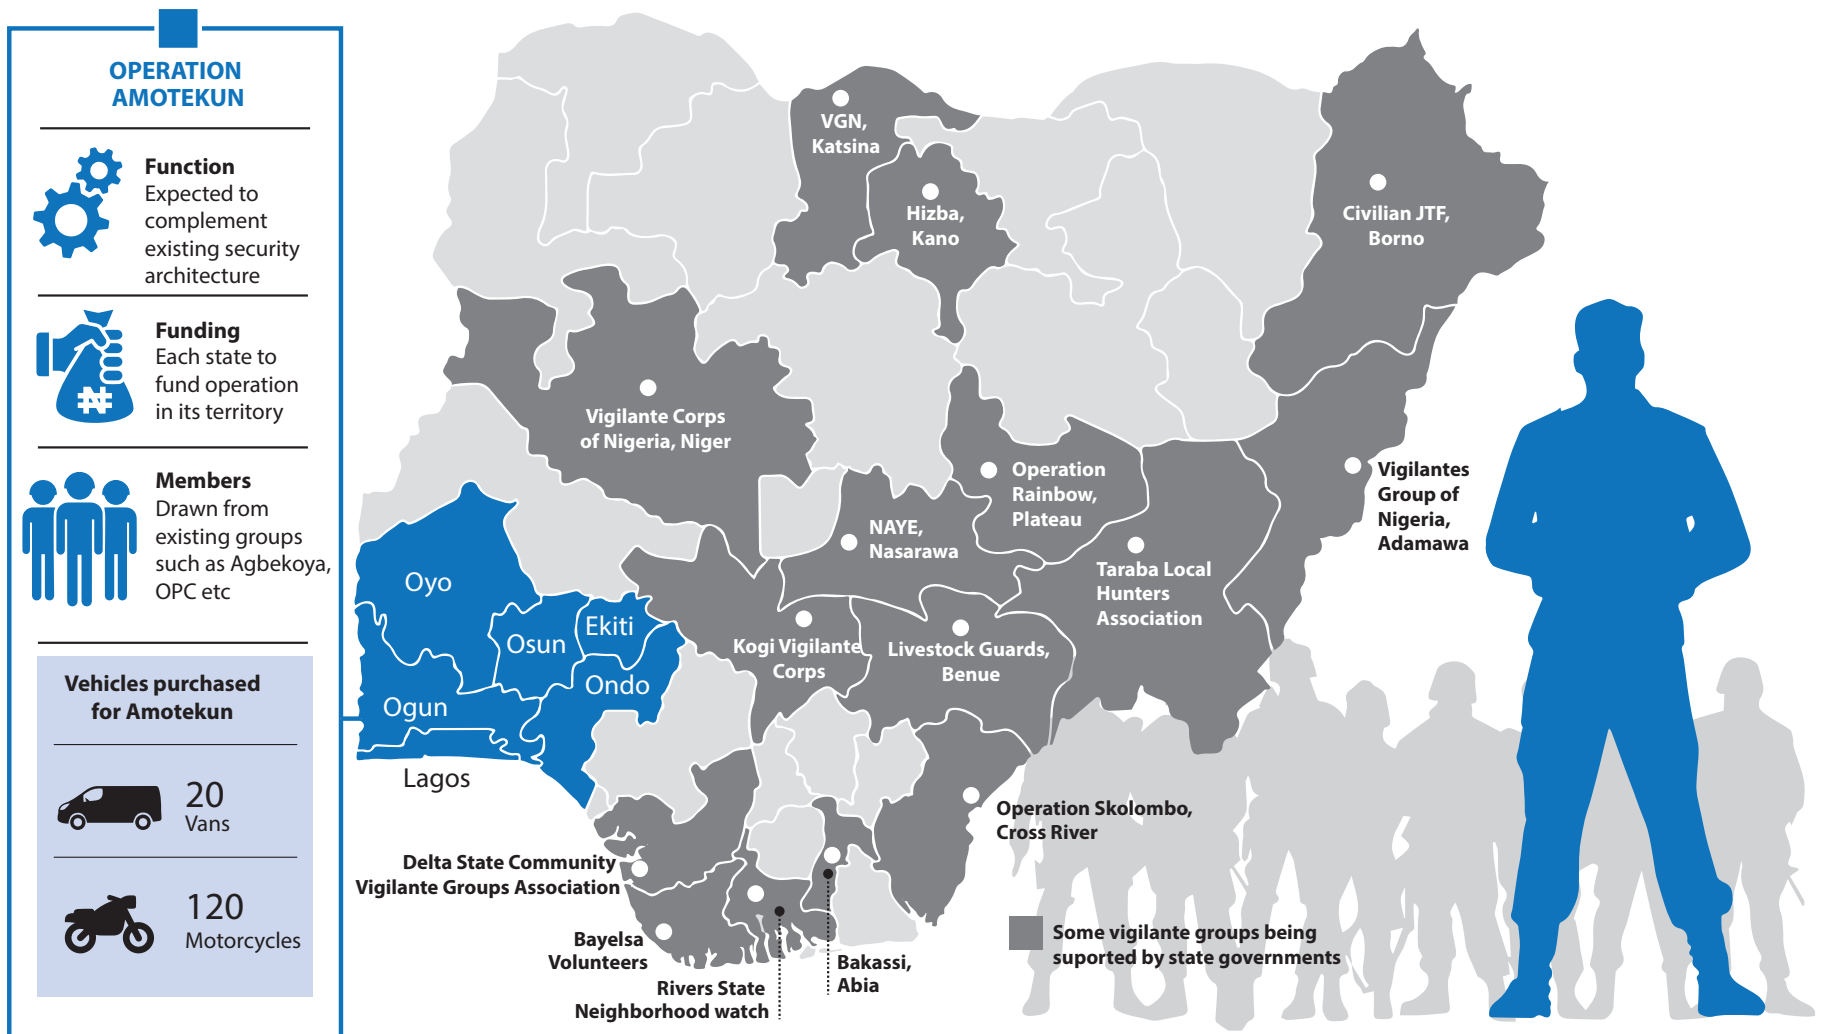 OPERATION
AMOTEKUN
Function
Expected to
complement
existing security
architecture
Funding
Each state to
fund operation
in its territory
₦
Members
Drawn from
existing groups
such as Agbekoya,
OPC etc
Vehicles purchased
for Amotekun
20
Vans
120
Motorcycles
VGN,
Katsina
Hizba,
Kano
Civilian JTF,
Borno
Vigilante Corps
of Nigeria, Niger
Operation
Rainbow,
Plateau
Vigilantes
Group of
Nigeria,
Adamawa
NAYE,
Nasarawa
Taraba Local
Hunters
Association
Kogi Vigilante
Corps
Livestock Guards,
Benue
Oyo
Osun
Ekiti
Ondo
Ogun
Lagos
Operation Skolombo,
Cross River
Delta State Community
Vigilante Groups Association
Bayelsa
Volunteers
Rivers State
Neighborhood watch
Bakassi,
Abia
Some vigilante groups being
suported by state governments